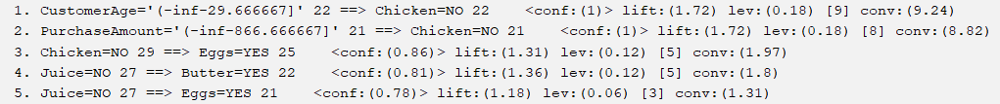 1. CustomerAge='(-inf-29.666667]' 22 ==> Chicken=NO 22 <conf:(1)> lift:(1.72) lev:(0.18) [9] conv:(9.24)
2. PurchaseAmount='(-inf-866.666667]' 21 ==> Chicken=NO 21 <conf:(1)> lift:(1.72) lev:(0.18) [8] conv:(8.82)
3. Chicken=NO 29 ==> Eggs=YES 25 <conf:(0.86)> lift:(1.31) lev:(0.12) [5] conv:(1.97)
4. Juice=NO 27 ==> Butter=YES 22 <conf:(0.81)> lift:(1.36) lev:(0.12) [5] conv:(1.8)
5. Juice=NO 27 ==> Eggs=YES 21 <conf:(0.78)> lift:(1.18) lev:(0.06) [3] conv:(1.31)